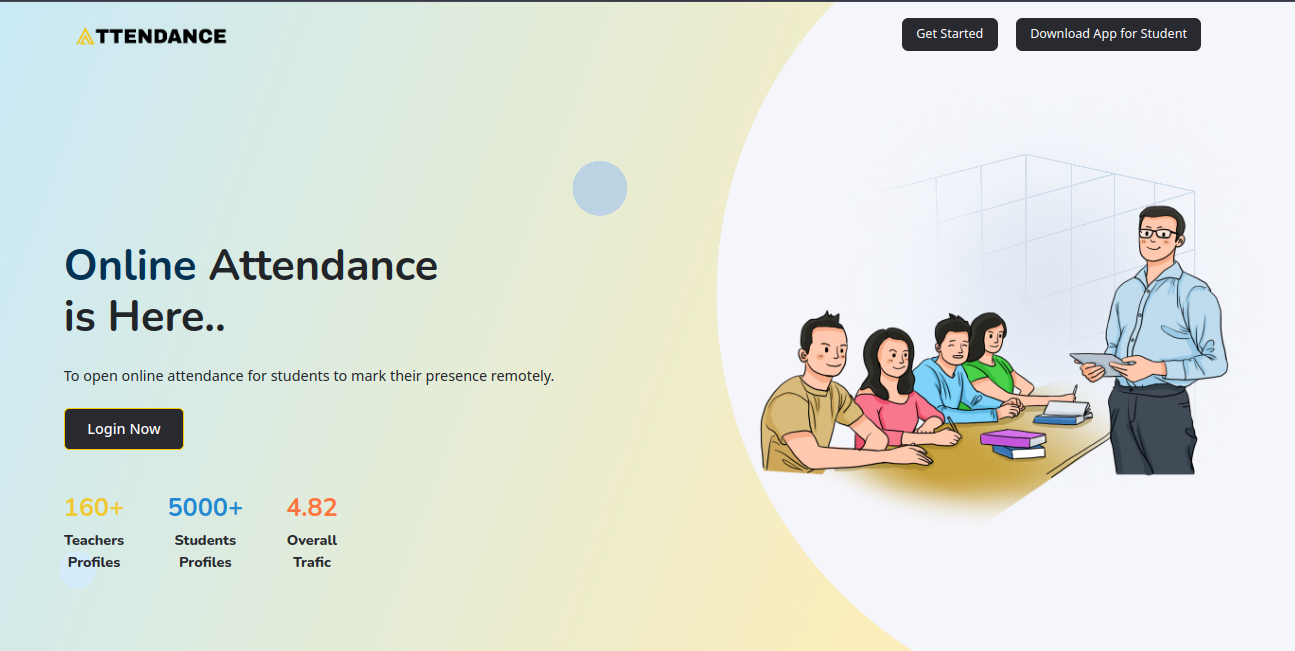 ATTENDANCE
Get Started
Download App for Student
Online Attendance
is Here..
To open online attendance for students to mark their presence remotely.
Login Now
160+
Teachers
Profiles
5000+
Students
Profiles
4.82
Overall
Trafic